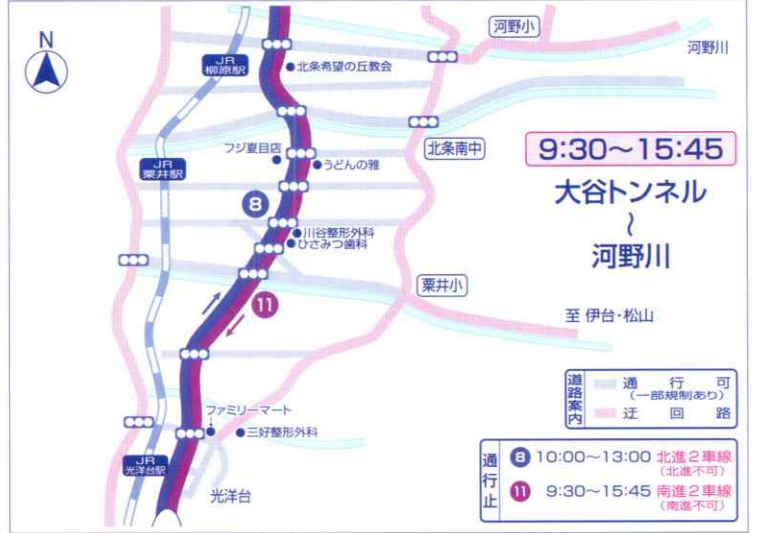 N
河野小
河野川
JR
柳原駅
北条希望の丘教会
フジ夏目店
うどんの雅
北条南中
JR
粟井駅
9:30〜15:45
大谷トンネル
〜
河野川
8
川谷整形外科
ひさみつ歯科
粟井小
11
至 伊台・松山
道路案内
通行可
(一部規制あり)
迂回路
ファミリーマート
三好整形外科
JR
光洋台駅
光洋台
通行止
8 10:00〜13:00 北進2車線
(北進不可)
11 9:30〜15:45 南進2車線
(南進不可)